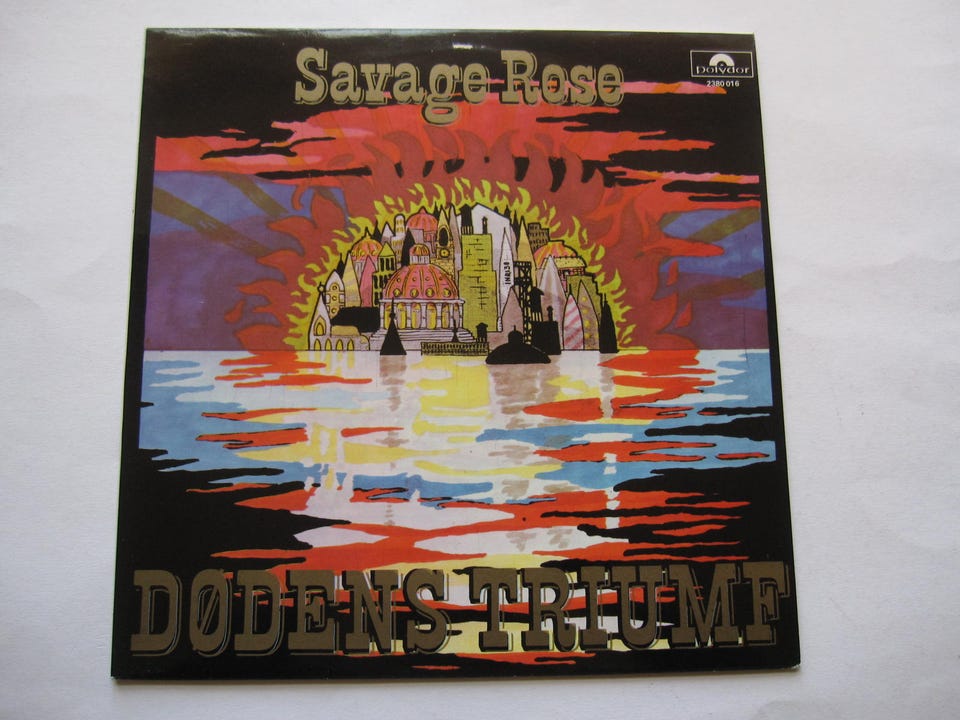 Savage Rose
polydor
2380 016
DØDENS TRIUMF